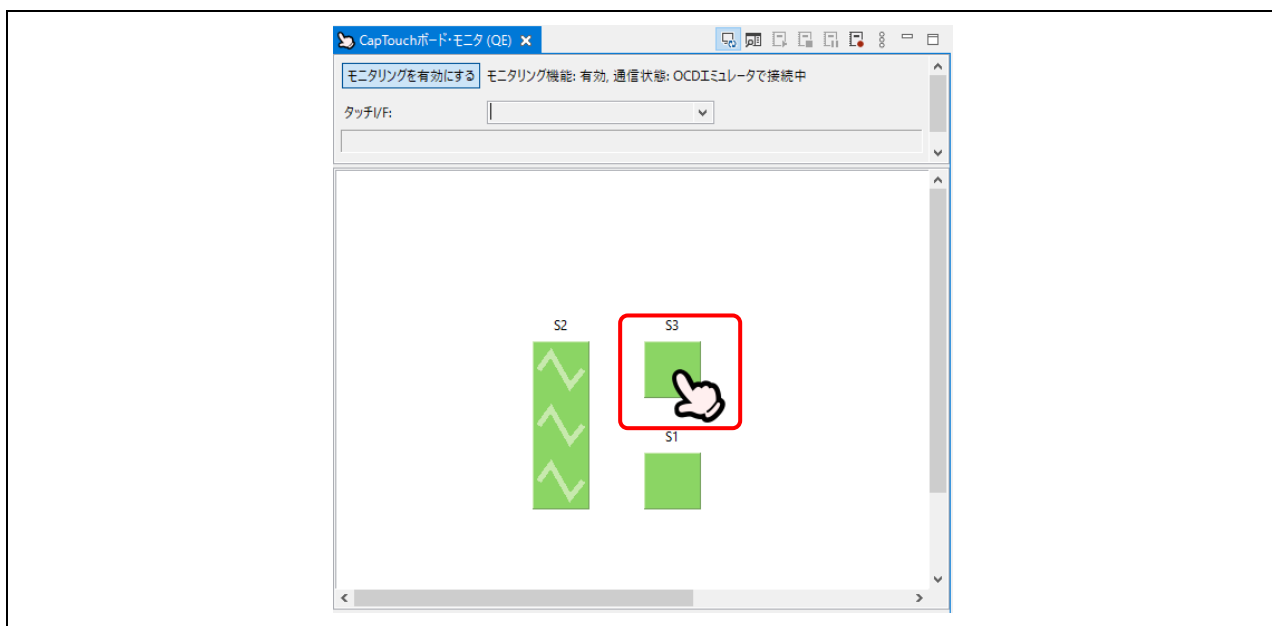 CapTouchボード・モニタ (QE)
モニタリングを有効にする モニタリング機能: 有効, 通信状態: OCDエミュレータで接続中
タッチI/F:
S2 S3
S1